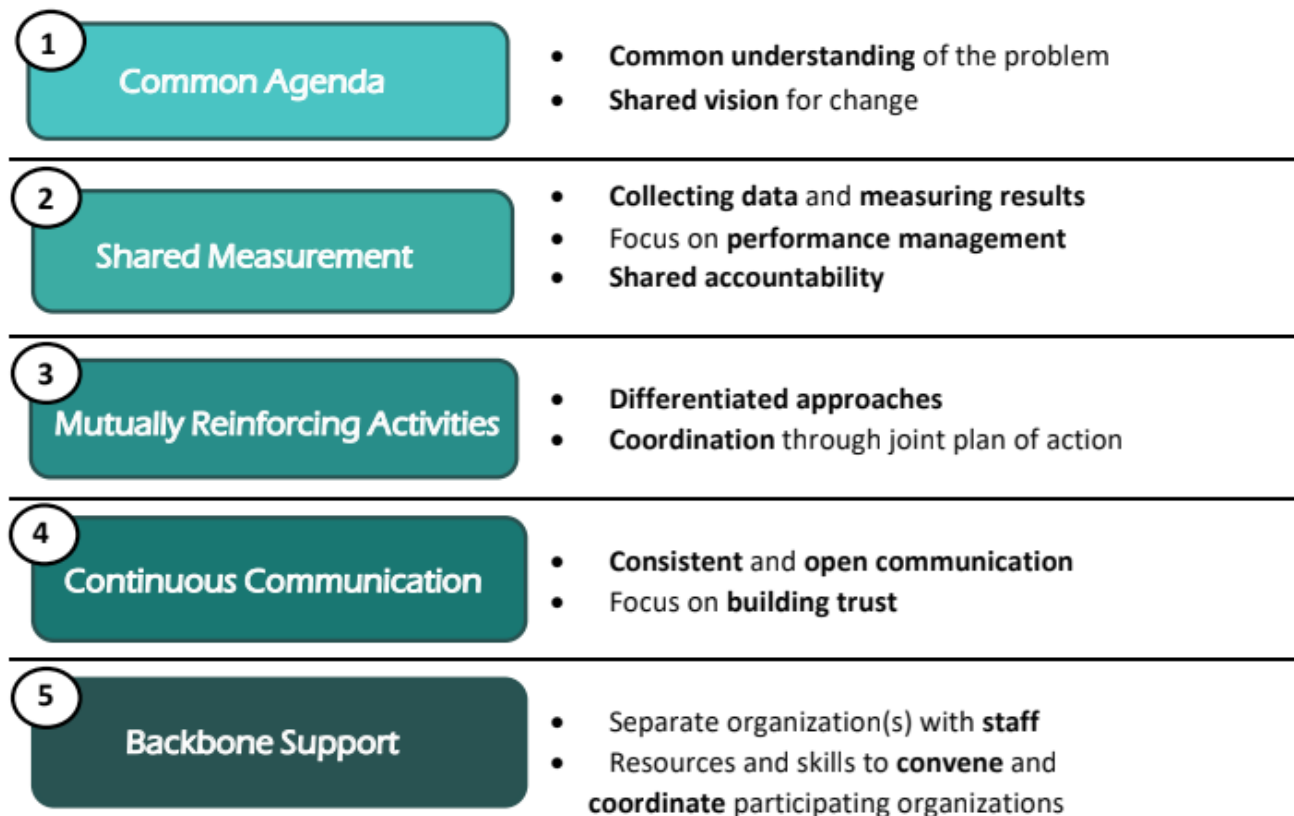 1
Common Agenda
• Common understanding of the problem
• Shared vision for change
2
Shared Measurement
• Collecting data and measuring results
• Focus on performance management
• Shared accountability
3
Mutually Reinforcing Activities
• Differentiated approaches
• Coordination through joint plan of action
4
Continuous Communication
• Consistent and open communication
• Focus on building trust
5
Backbone Support
• Separate organization(s) with staff
• Resources and skills to convene and
coordinate participating organizations